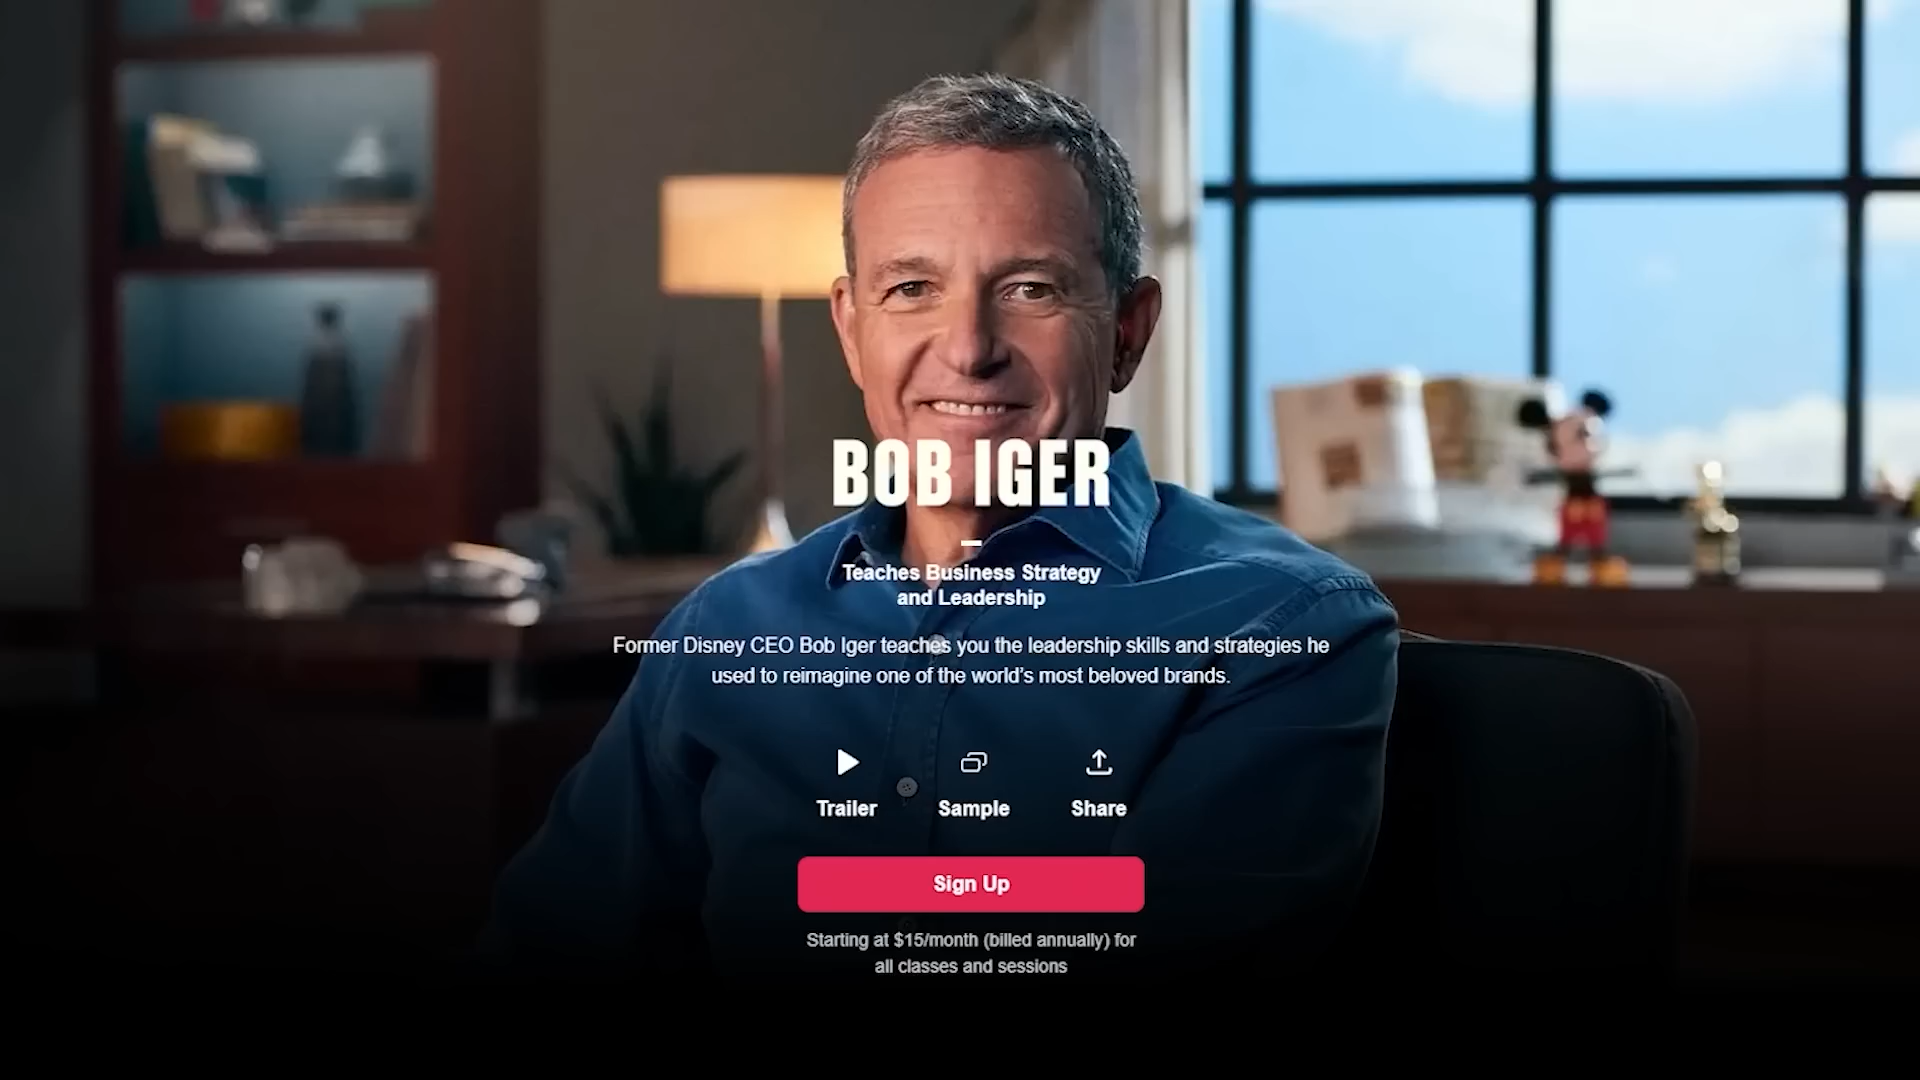 BOB IGER
Teaches Business Strategy
and Leadership
Former Disney CEO Bob Iger teaches you the leadership skills and strategies he
used to reimagine one of the world’s most beloved brands.
Trailer Sample Share
Sign Up
Starting at $15/month (billed annually) for
all classes and sessions